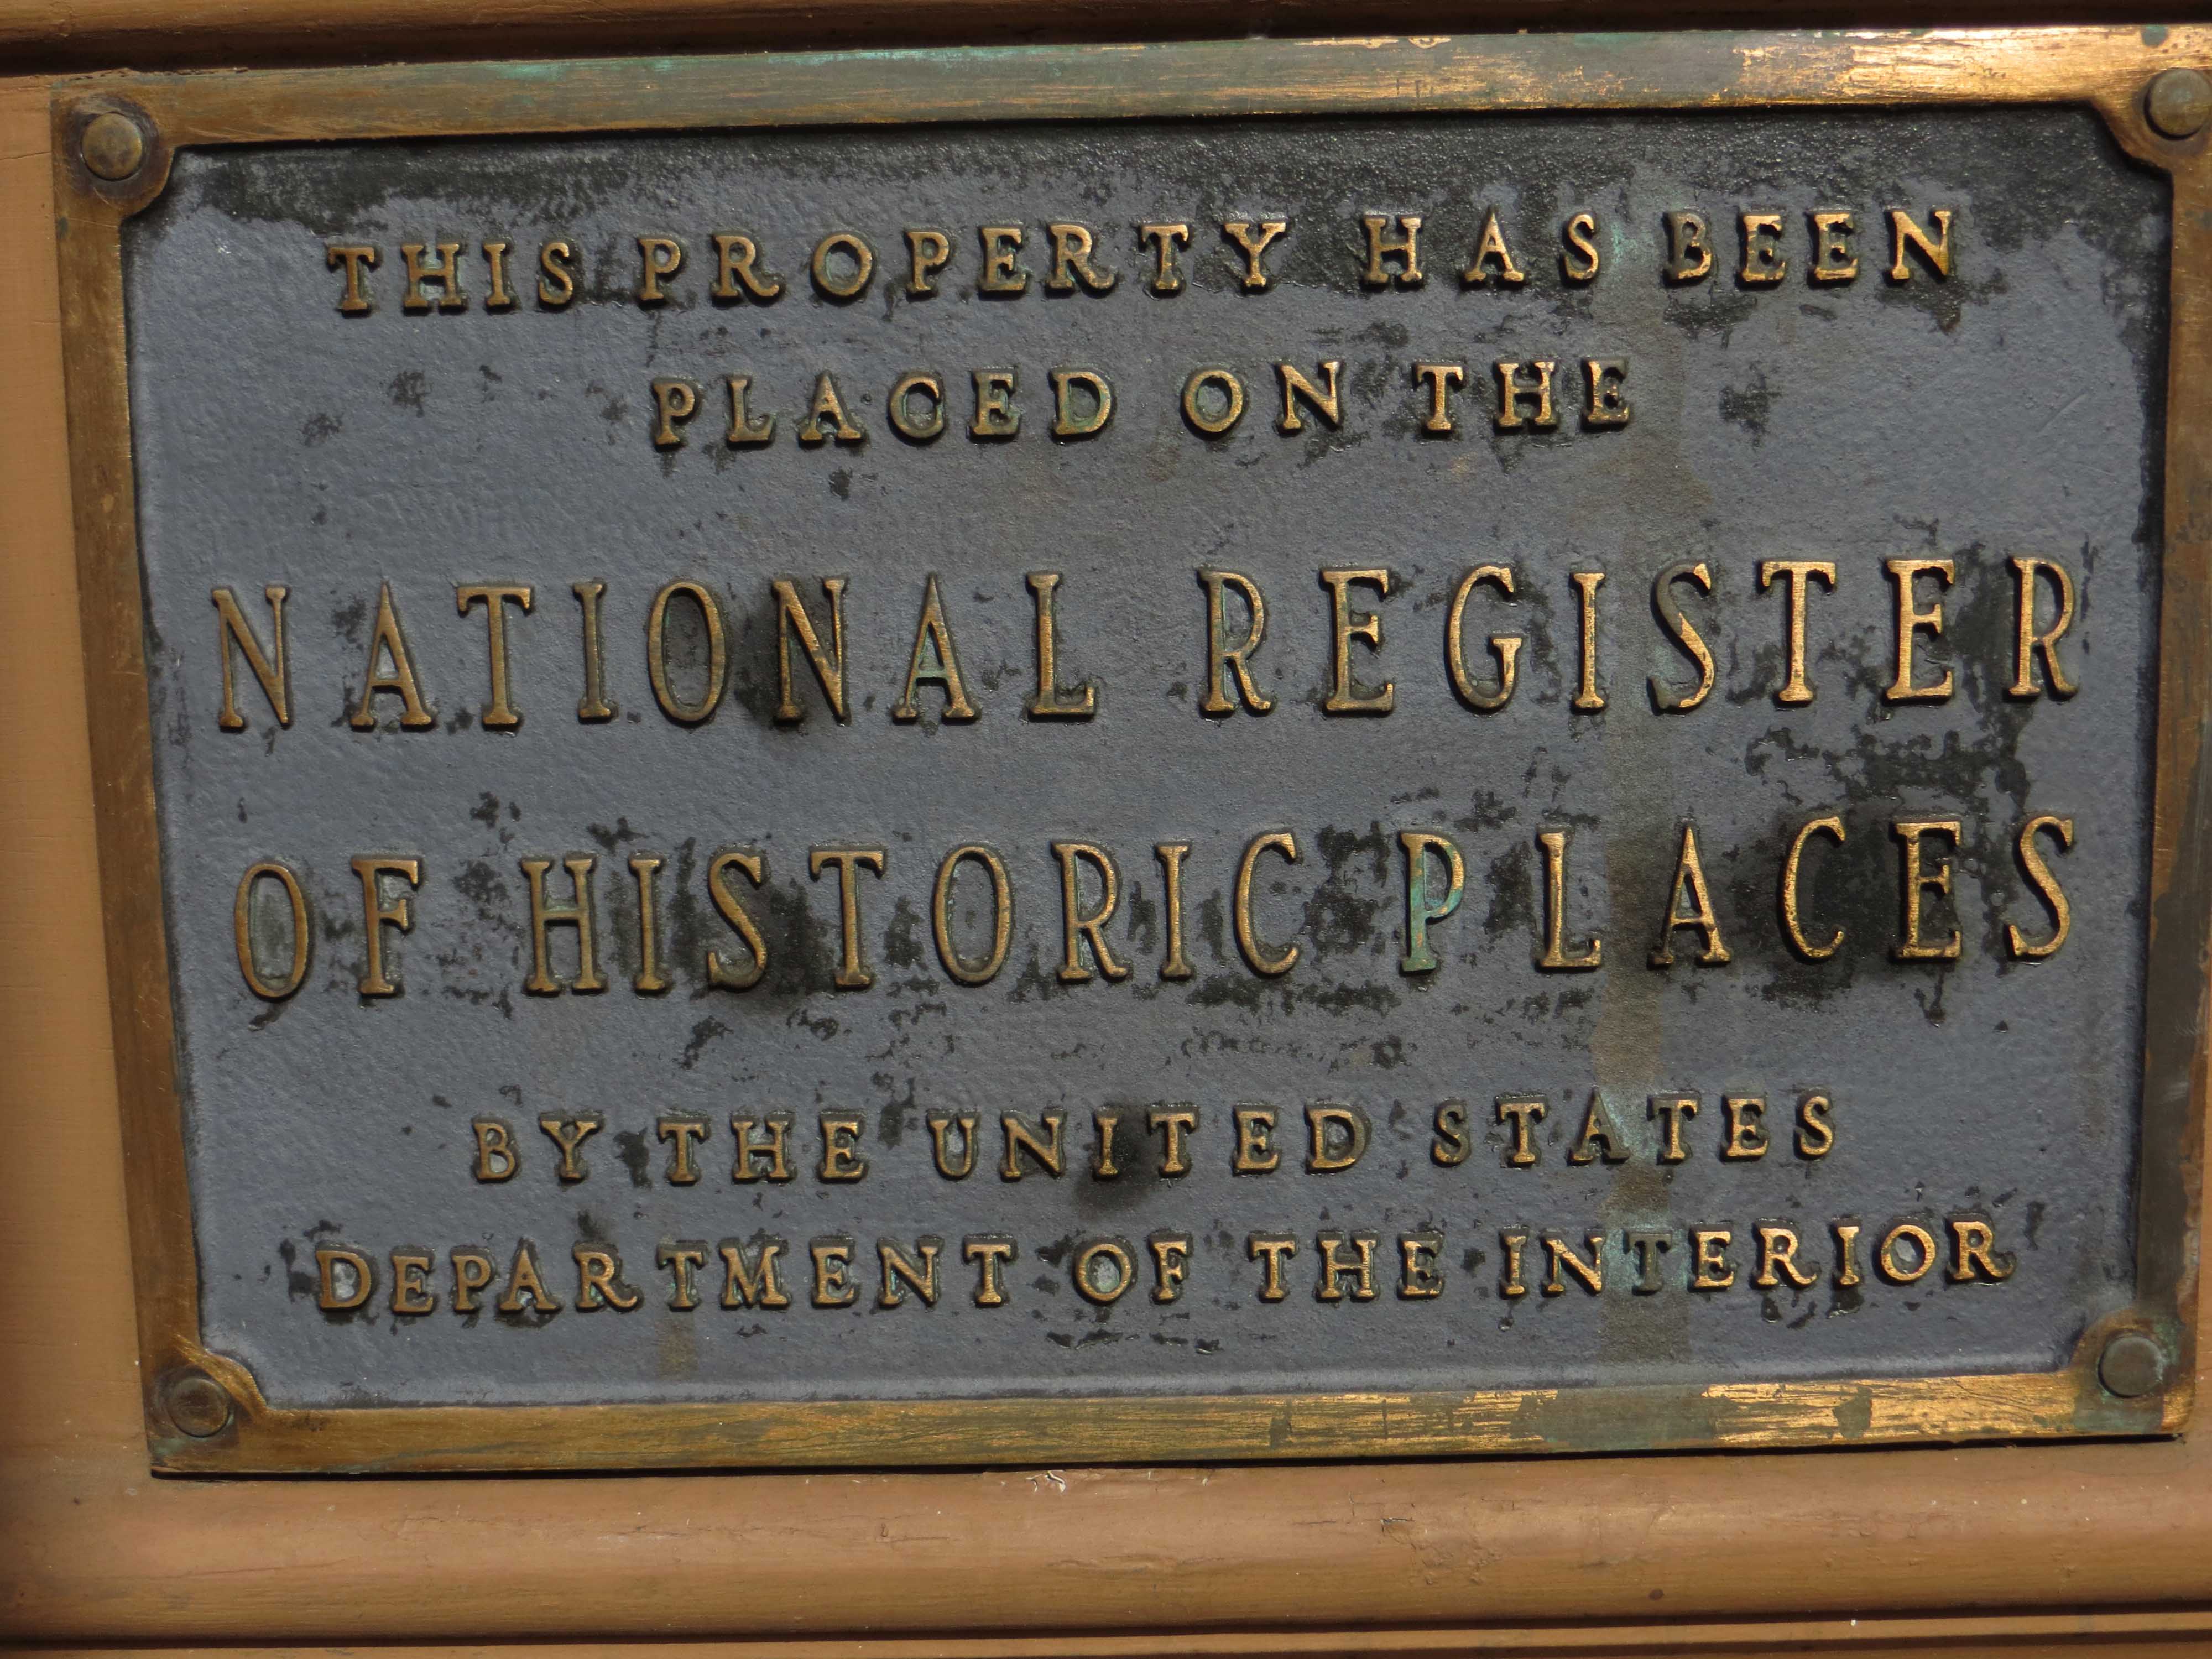 THIS PROPERTY HAS BEEN
PLACED ON THE
NATIONAL REGISTER
OF HISTORIC PLACES
BY THE UNITED STATES
DEPARTMENT OF THE INTERIOR